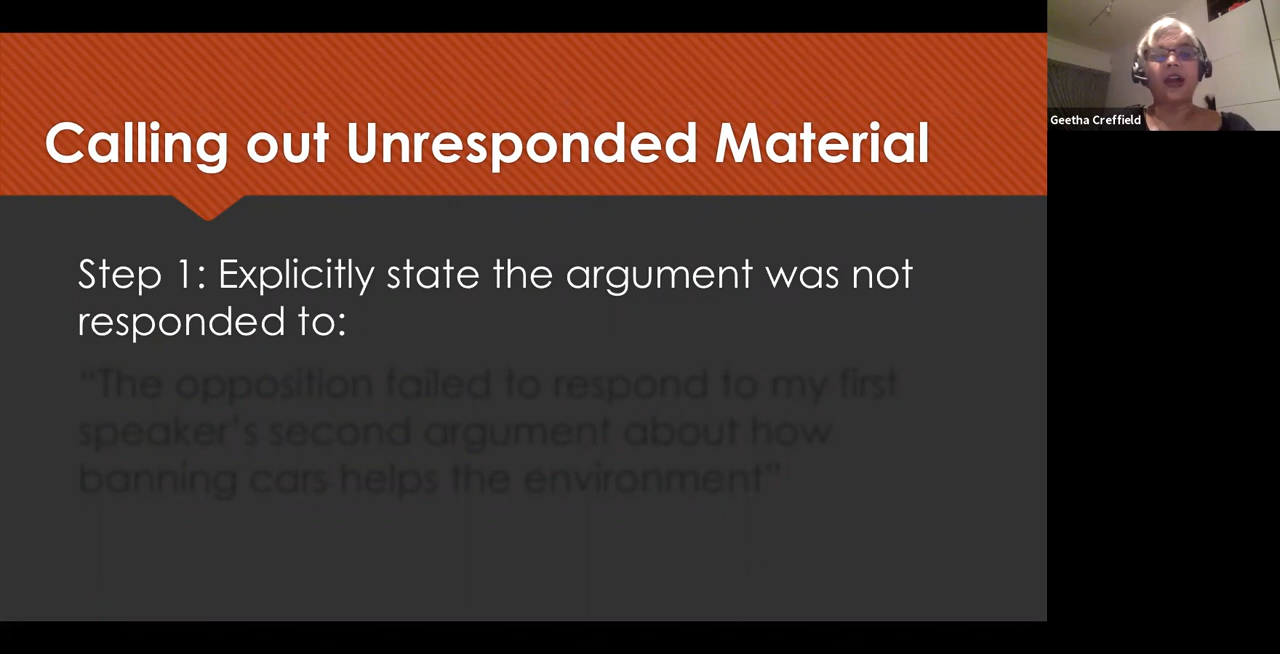 Calling out Unresponded Material
Geetha Creffield
Step 1: Explicitly state the argument was not
responded to:
“The opposition failed to respond to my first
speaker’s second argument about how
banning cars helps the environment”